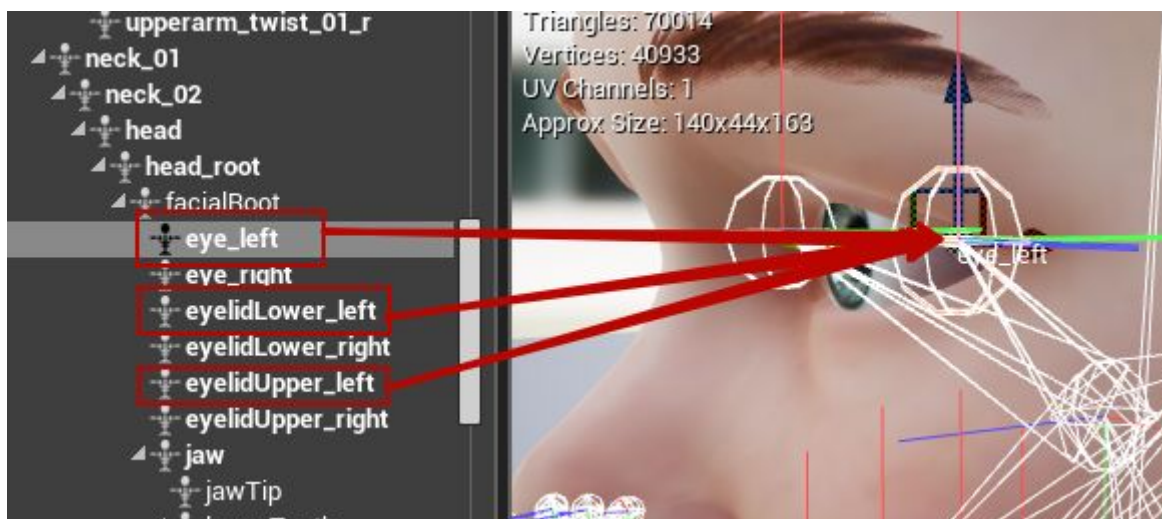 upperarm_twist_01_r
neck_01
neck_02
head
head_root
facialRoot
eye_left
eye_right
eyelidLower_left
eyelidLower_right
eyelidUpper_left
eyelidUpper_right
jaw
jawTip
Triangles: 70014
Vertices: 40933
UV Channels: 1
Approx Size: 140x44x163
eye_left